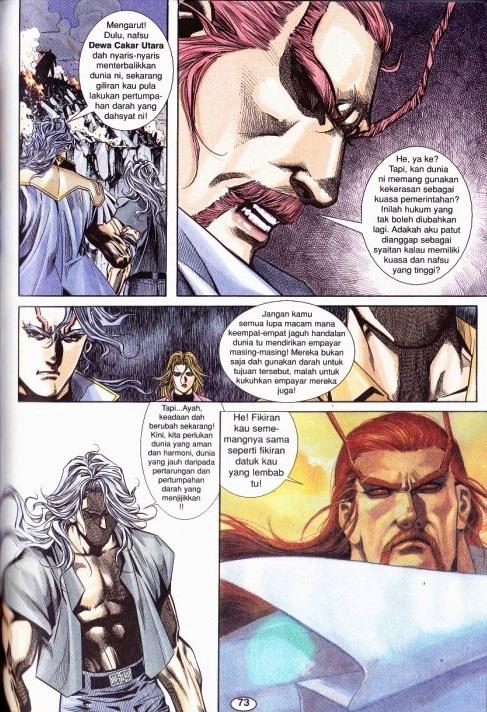 Mengarut!
Dulu, nafsu
Dewa Cakar Utara
dah nyaris-nyaris
menterbalikkan
dunia ni, sekarang
giliran kau pula
lakukan pertumpa-
han darah yang
dahsyat ni!
He, ya ke?
Tapi, kan dunia
ni memang gunakan
kekerasan sebagai
kuasa pemerintahan?
Inilah hukum yang
tak boleh diubahkan
lagi. Adakah aku patut
dianggap sebagai
syaitan kalau memiliki
kuasa dan nafsu
yang tinggi?
Jangan kamu
semua lupa macam mana
keempat-empat jaguh handalan
dunia tu mendirikan empayar
masing-masing! Mereka bukan
saja dah gunakan darah untuk
tujuan tersebut, malah untuk
kukuhkan empayar mereka
juga!
Tapi...Ayah,
keadaan dah
berubah sekarang!
Kini, kita perlukan
dunia yang aman
dan harmoni, dunia
yang jauh daripada
pertarungan dan
pertumpahan
darah yang
menjijikkan
!!
He! Fikiran
kau seme-
mangnya sama
seperti fikiran
datuk kau
yang lembab
tu!
73